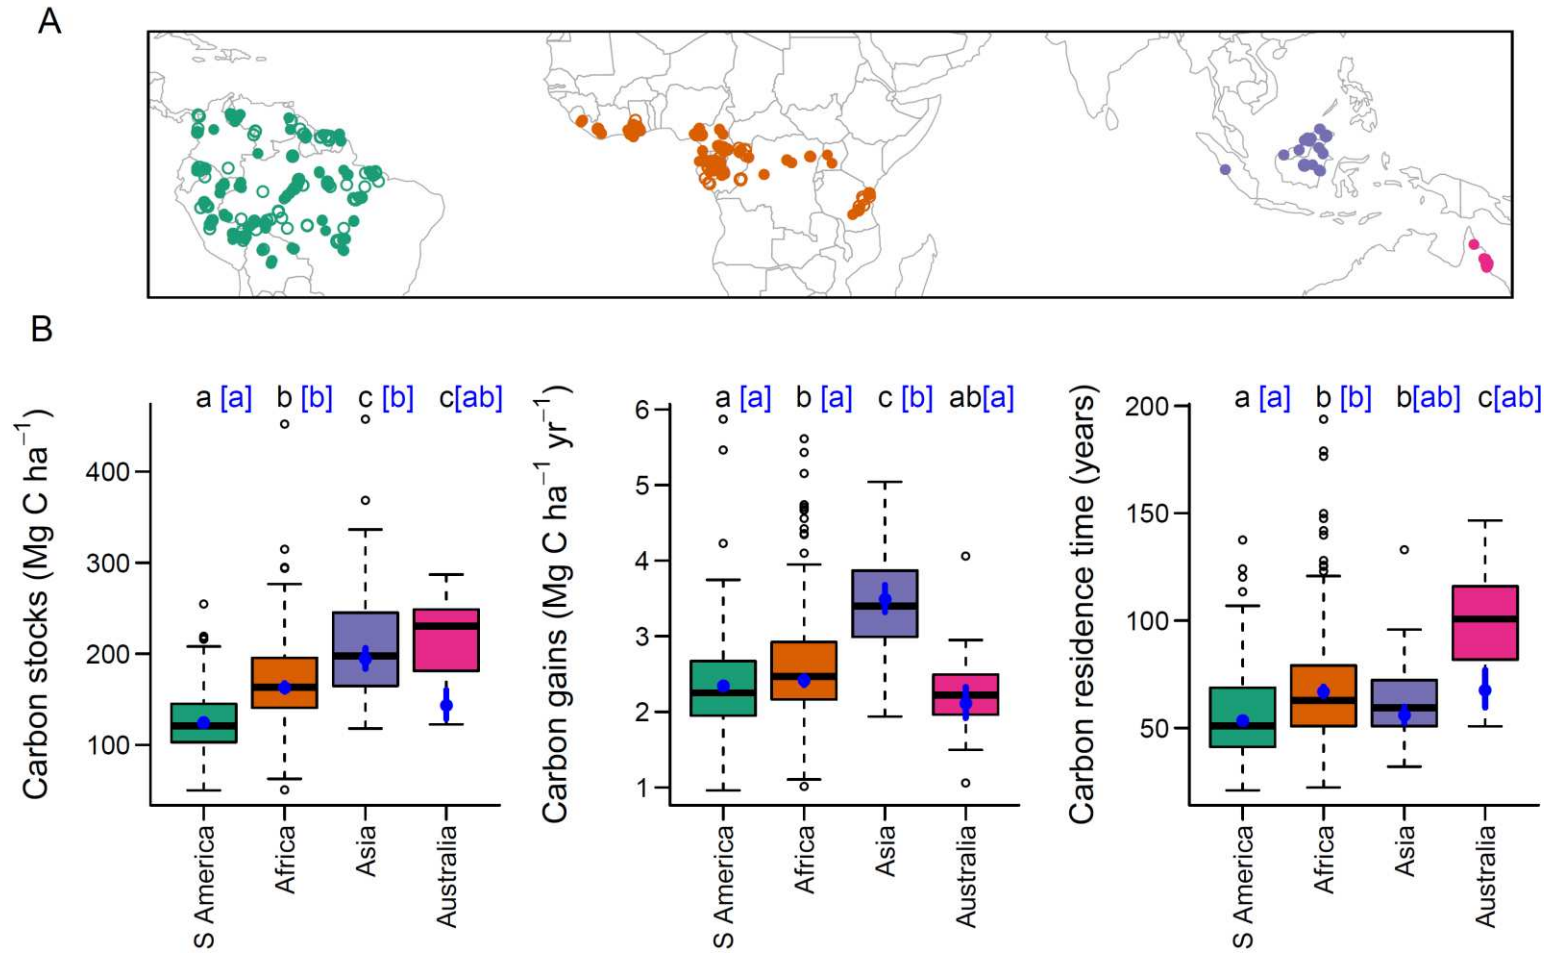 A
B
Carbon stocks (Mg C ha⁻¹)
a [a] b [b] c [b] c[ab]
400
300
200
100
S America
Africa
Asia
Australia
Carbon gains (Mg C ha⁻¹ yr⁻¹)
a [a] b [a] c [b] ab[a]
6
5
4
3
2
1
S America
Africa
Asia
Australia
Carbon residence time (years)
a [a] b [b] b[ab] c[ab]
200
150
100
50
S America
Africa
Asia
Australia